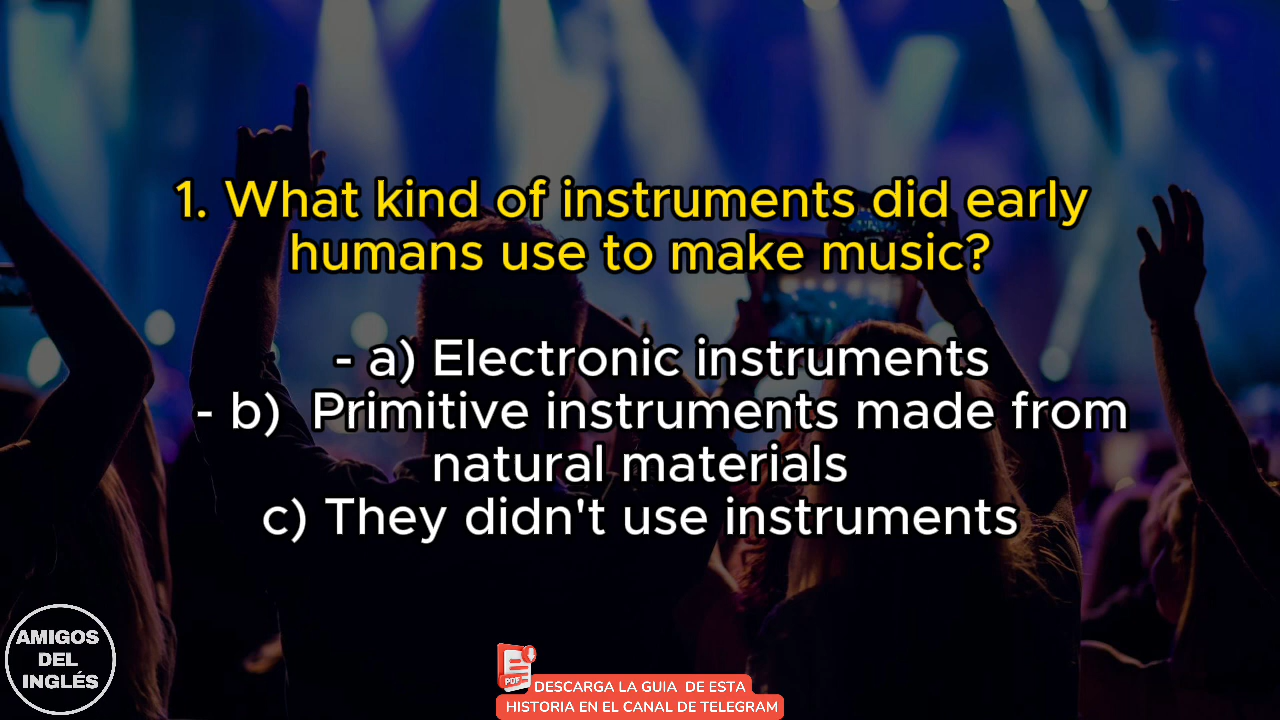 1. What kind of instruments did early
humans use to make music?
- a) Electronic instruments
- b)  Primitive instruments made from
natural materials
c) They didn't use instruments
AMIGOS
DEL
INGLÉS
PDF
DESCARGA LA GUIA  DE ESTA
HISTORIA EN EL CANAL DE TELEGRAM